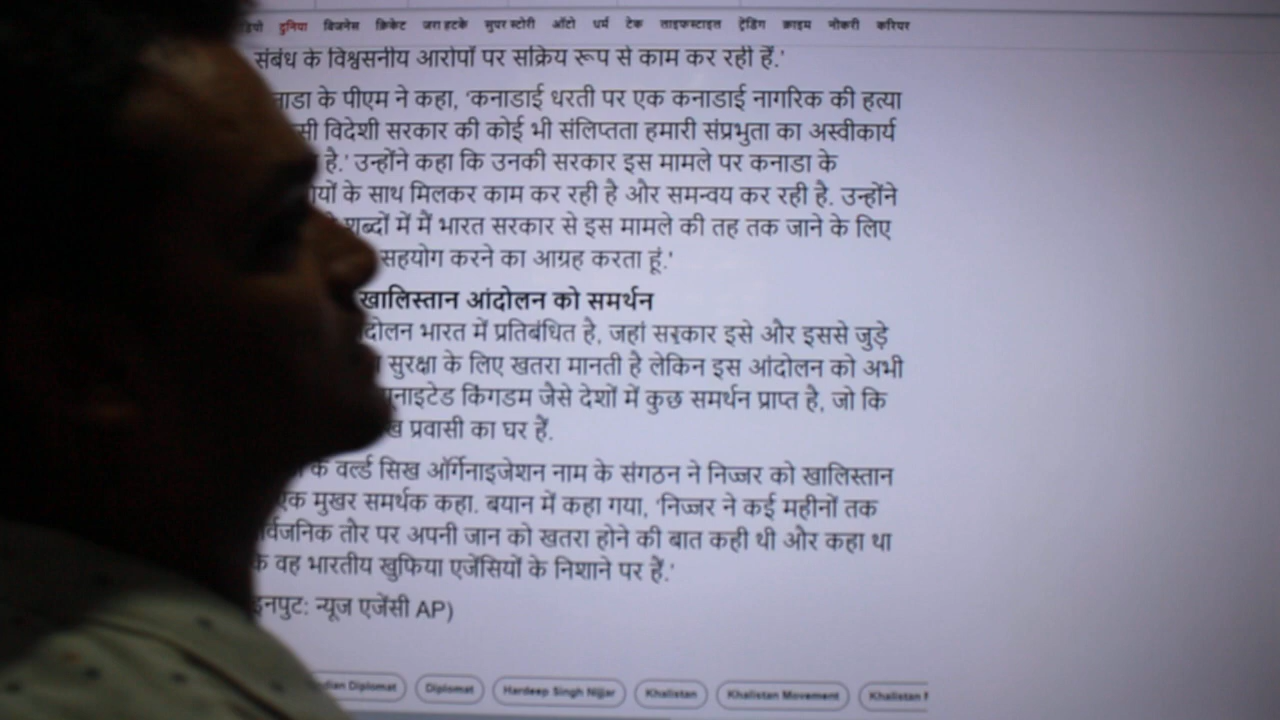 दुनिया बिजनेस क्रिकेट जरा हटके सुपर स्टोरी ऑटो धर्म टेक लाइफस्टाइल ट्रेंडिंग क्राइम नौकरी करियर
संबंध के विश्वसनीय आरोपों पर सक्रिय रूप से काम कर रही हैं.'
के पीएम ने कहा, 'कनाडाई धरती पर एक कनाडाई नागरिक की हत्या
विदेशी सरकार की कोई भी संलिप्तता हमारी संप्रभुता का अस्वीकार्य
है.' उन्होंने कहा कि उनकी सरकार इस मामले पर कनाडा के
के साथ मिलकर काम कर रही है और समन्वय कर रही है. उन्होंने
शब्दों में मैं भारत सरकार से इस मामले की तह तक जाने के लिए
सहयोग करने का आग्रह करता हूं.'
खालिस्तान आंदोलन को समर्थन
भारत में प्रतिबंधित है, जहां सरकार इसे और इससे जुड़े
सुरक्षा के लिए खतरा मानती है लेकिन इस आंदोलन को अभी
किंगडम जैसे देशों में कुछ समर्थन प्राप्त है, जो कि
प्रवासी का घर हैं.
के वर्ल्ड सिख ऑर्गेनाइजेशन नाम के संगठन ने निज्जर को खालिस्तान
एक मुखर समर्थक कहा. बयान में कहा गया, 'निज्जर ने कई महीनों तक
तौर पर अपनी जान को खतरा होने की बात कही थी और कहा था
वह भारतीय खुफिया एजेंसियों के निशाने पर हैं.'
न्यूज एजेंसी AP)
Diplomat Diplomat Hardeep Singh Nijjar Khalistan Khalistan Movement Khalistan